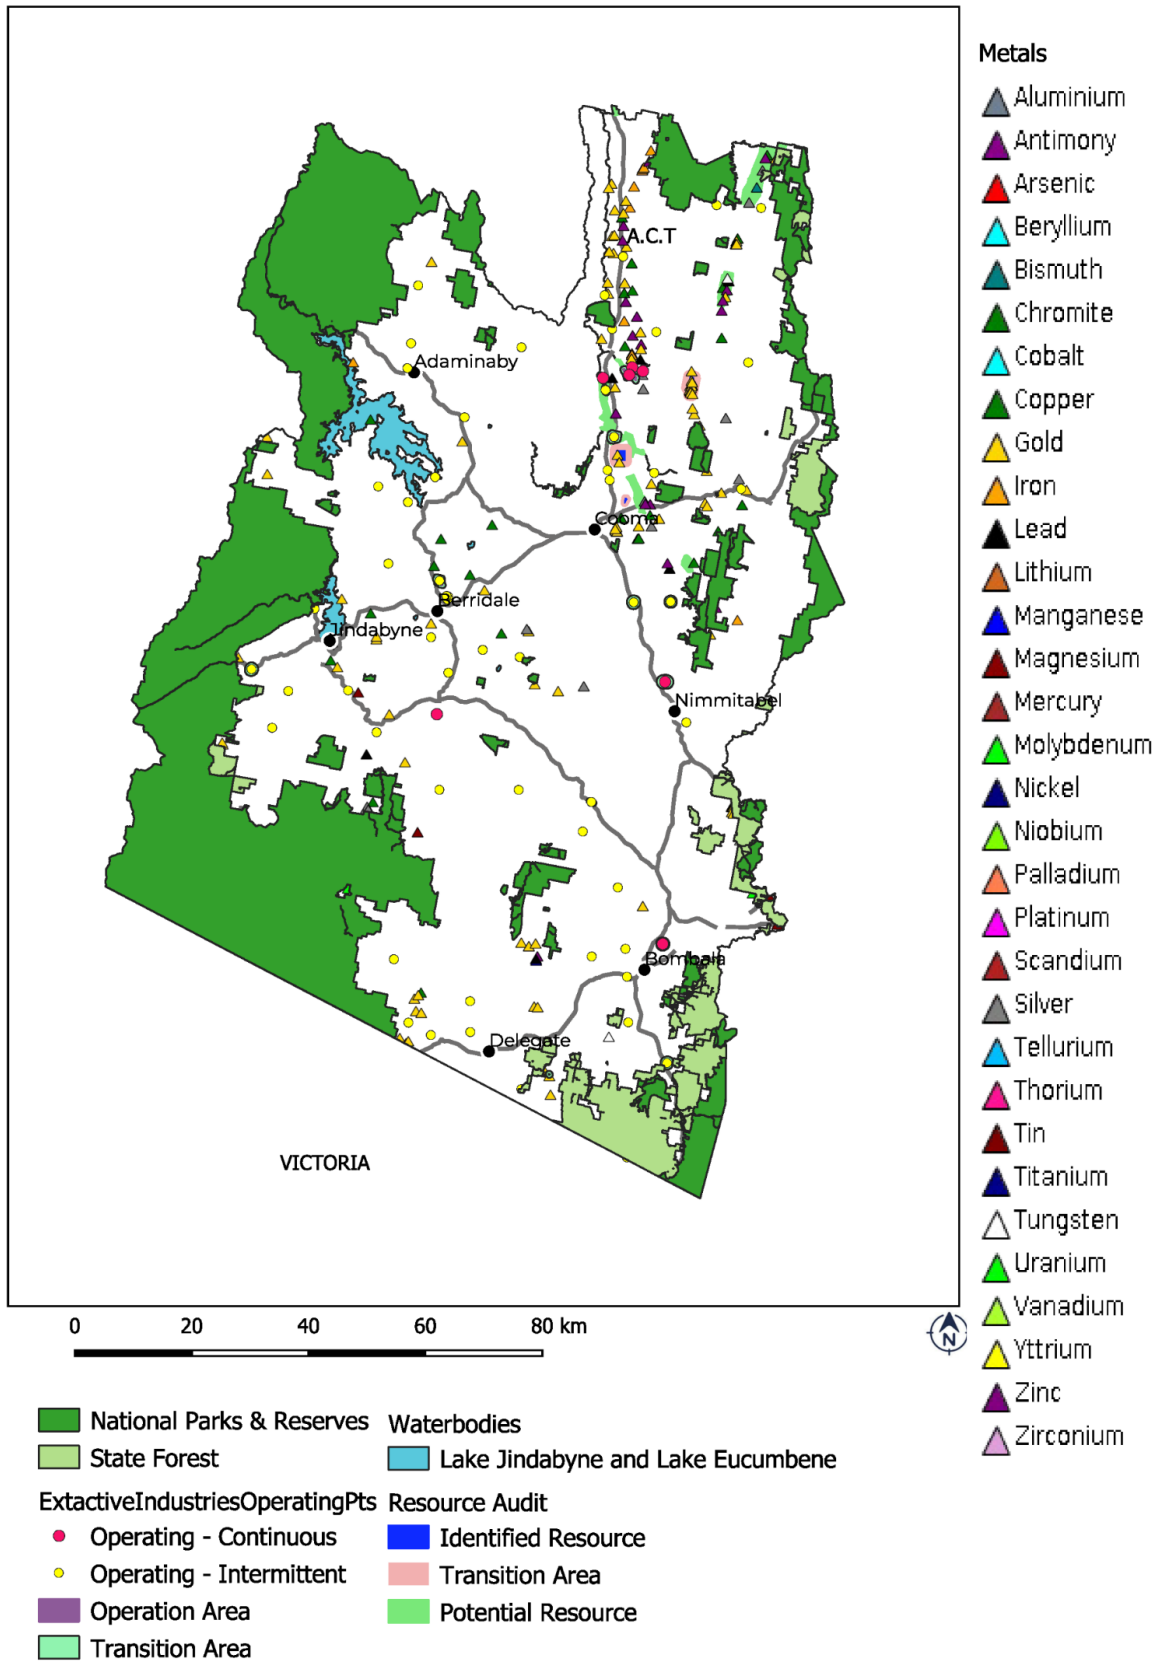 Metals
Aluminium
Antimony
Arsenic
Beryllium
Bismuth
Chromite
Cobalt
Copper
Gold
Iron
Lead
Lithium
Manganese
Magnesium
Mercury
Molybdenum
Nickel
Niobium
Palladium
Platinum
Scandium
Silver
Tellurium
Thorium
Tin
Titanium
Tungsten
Uranium
Vanadium
Yttrium
Zinc
Zirconium
A.C.T
Adaminaby
Cooma
Berridale
Jindabyne
Nimmitabel
Bombala
Delegate
VICTORIA
0 20 40 60 80 km
N
National Parks & Reserves
State Forest
ExtactiveIndustriesOperatingPts
Operating - Continuous
Operating - Intermittent
Operation Area
Transition Area
Waterbodies
Lake Jindabyne and Lake Eucumbene
Resource Audit
Identified Resource
Transition Area
Potential Resource